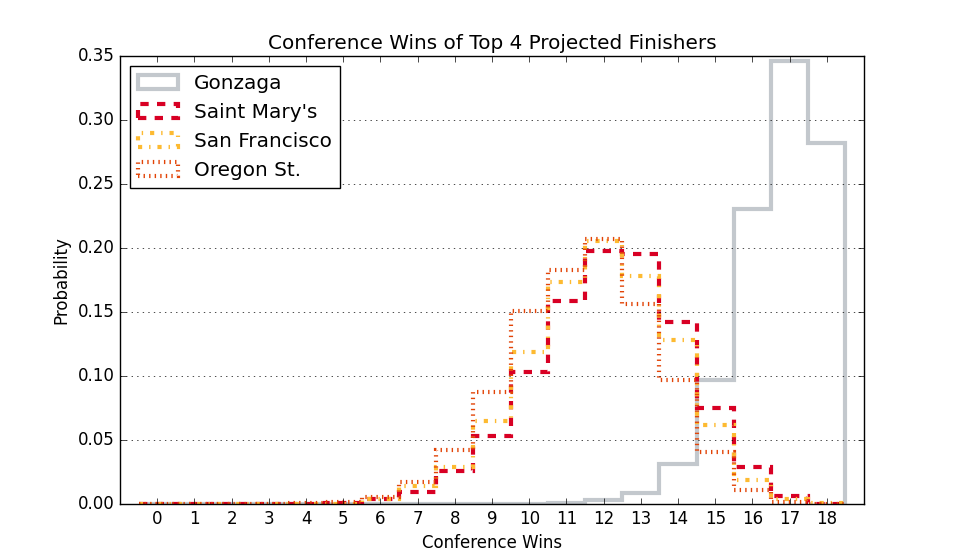 Conference Wins of Top 4 Projected Finishers
0.35
0.30
0.25
0.20
0.15
0.10
0.05
0.00
Probability
Gonzaga
Saint Mary's
San Francisco
Oregon St.
0 1 2 3 4 5 6 7 8 9 10 11 12 13 14 15 16 17 18
Conference Wins